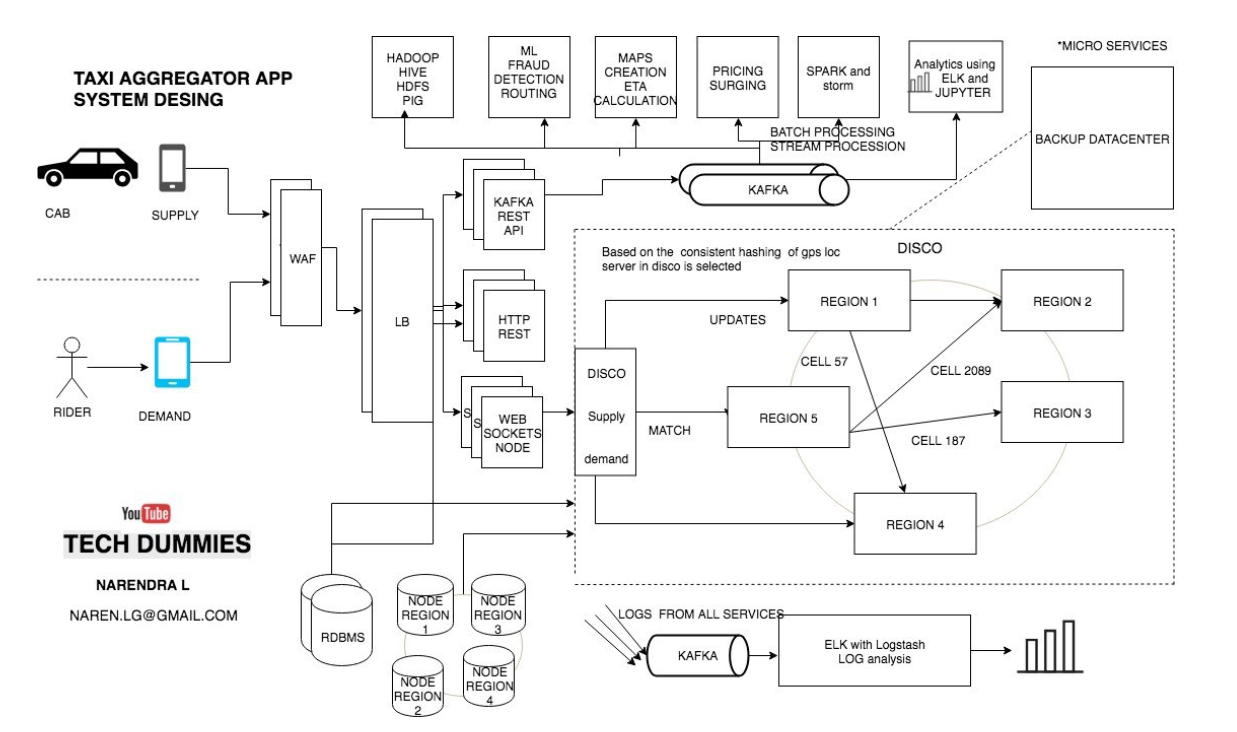 TAXI AGGREGATOR APP
SYSTEM DESING
CAB
SUPPLY
RIDER
DEMAND
WAF
LB
HADOOP
HIVE
HDFS
PIG
ML
FRAUD
DETECTION
ROUTING
MAPS
CREATION
ETA
CALCULATION
PRICING
SURGING
SPARK and
storm
Analytics using
ELK and
JUPYTER
*MICRO SERVICES
BACKUP DATACENTER
BATCH PROCESSING
STREAM PROCESSION
KAFKA
REST
API
KAFKA
HTTP
REST
S
S
WEB
SOCKETS
NODE
Based on the consistent hashing of gps loc
server in disco is selected
DISCO
DISCO
Supply
demand
UPDATES
MATCH
REGION 1
REGION 2
REGION 3
REGION 4
REGION 5
CELL 57
CELL 2089
CELL 187
You Tube
TECH DUMMIES
NARENDRA L
NAREN.LG@GMAIL.COM
RDBMS
NODE
REGION
1
NODE
REGION
3
NODE
REGION
2
NODE
REGION
4
LOGS FROM ALL SERVICES
KAFKA
ELK with Logstash
LOG analysis